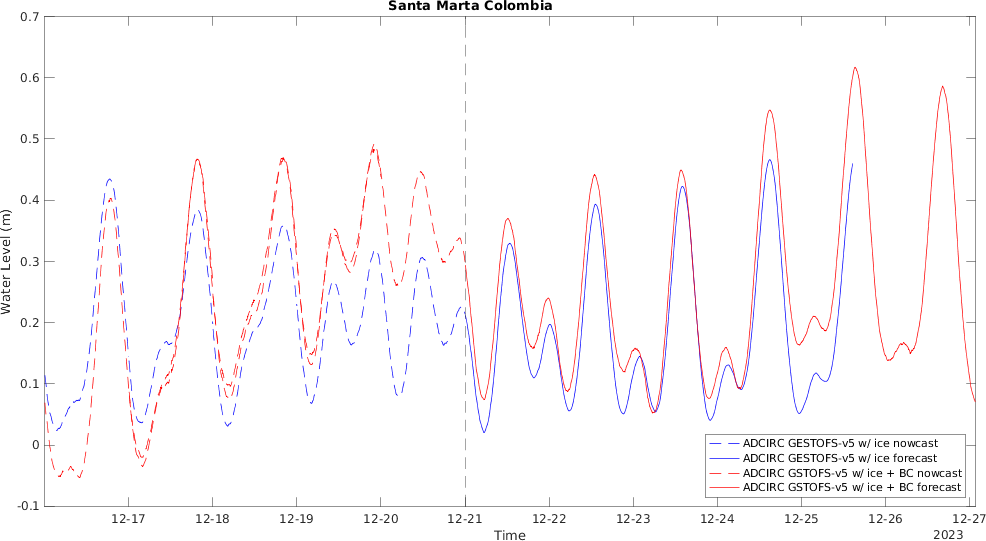 Santa Marta Colombia
0.7
0.6
0.5
0.4
0.3
0.2
0.1
0
-0.1
Water Level (m)
ADCIRC GESTOFS-v5 w/ ice nowcast
ADCIRC GESTOFS-v5 w/ ice forecast
ADCIRC GSTOFS-v5 w/ ice + BC nowcast
ADCIRC GSTOFS-v5 w/ ice + BC forecast
12-17 12-18 12-19 12-20 12-21 12-22 12-23 12-24 12-25 12-26 12-27
Time
2023